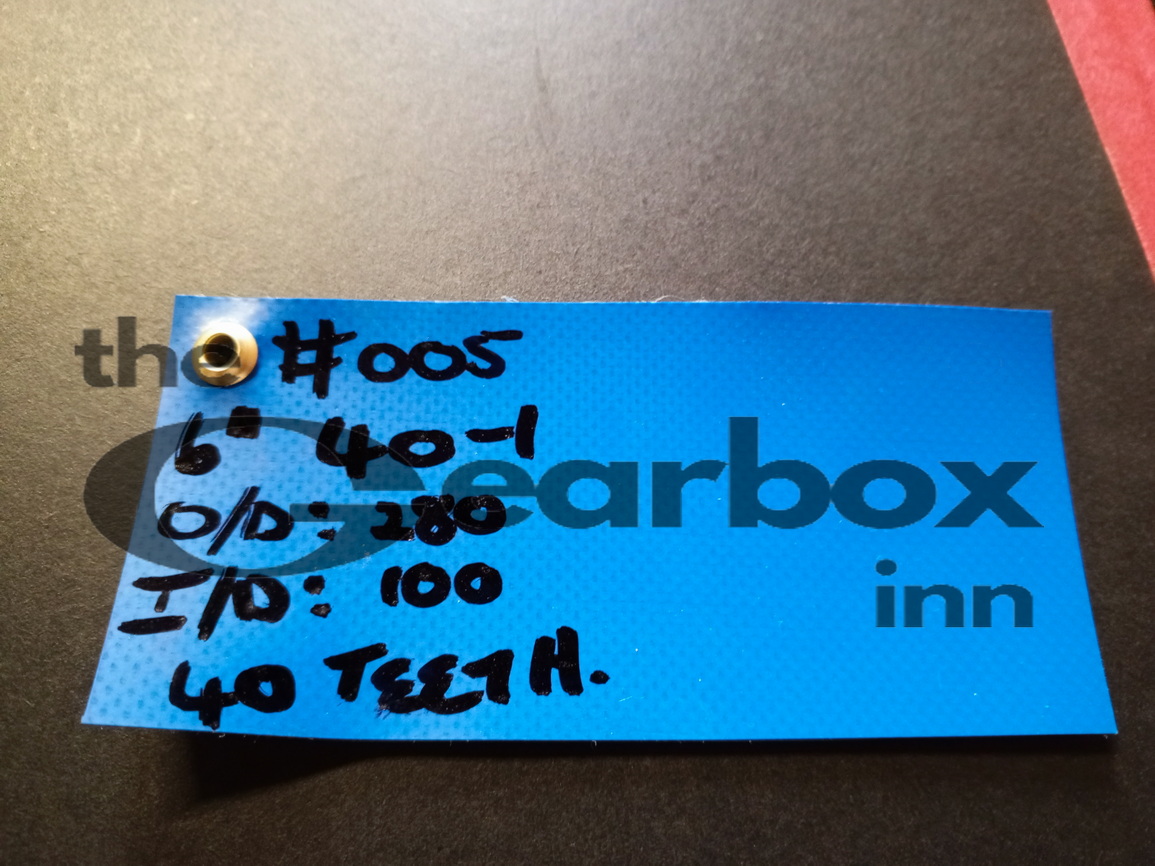 #005
6" 40-1
O/D: 280
I/D: 100
40 TEETH.
the
Gearbox
inn